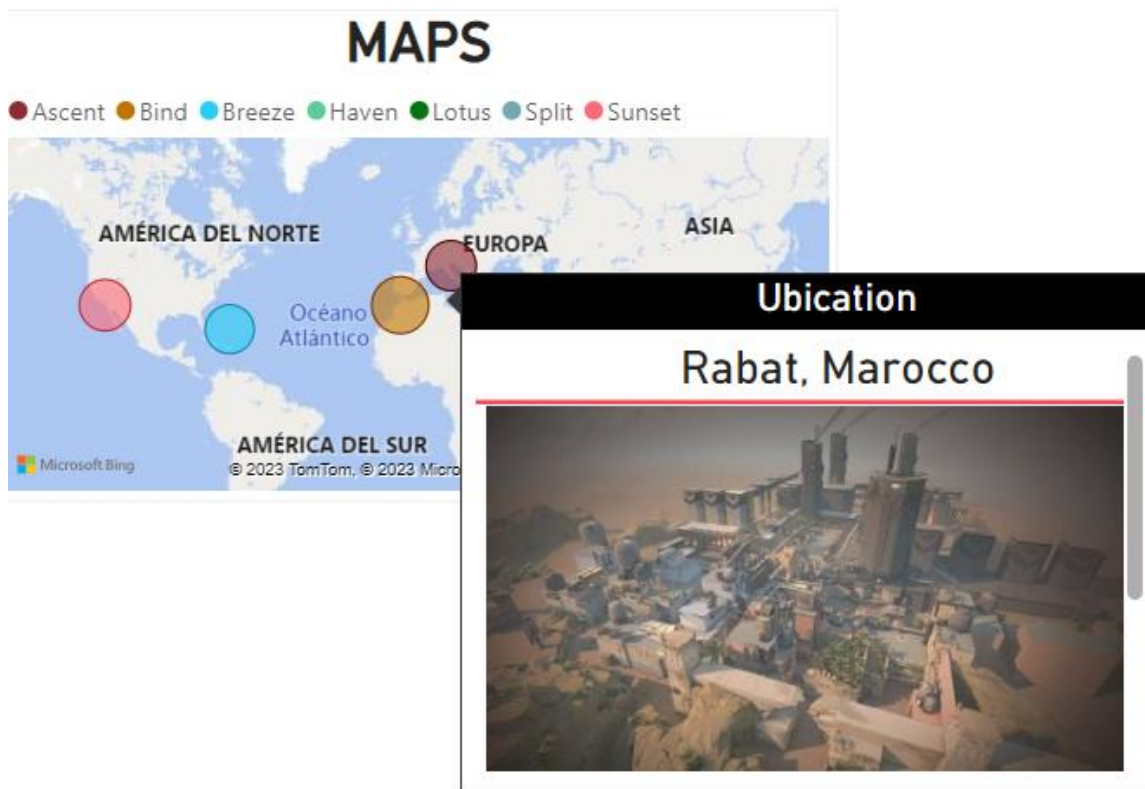 MAPS
Ascent Bind Breeze Haven Lotus Split Sunset
AMÉRICA DEL NORTE
EUROPA
ASIA
Océano
Atlántico
AMÉRICA DEL SUR
Microsoft Bing
© 2023 TomTom, © 2023 Micro
Ubication
Rabat, Marocco